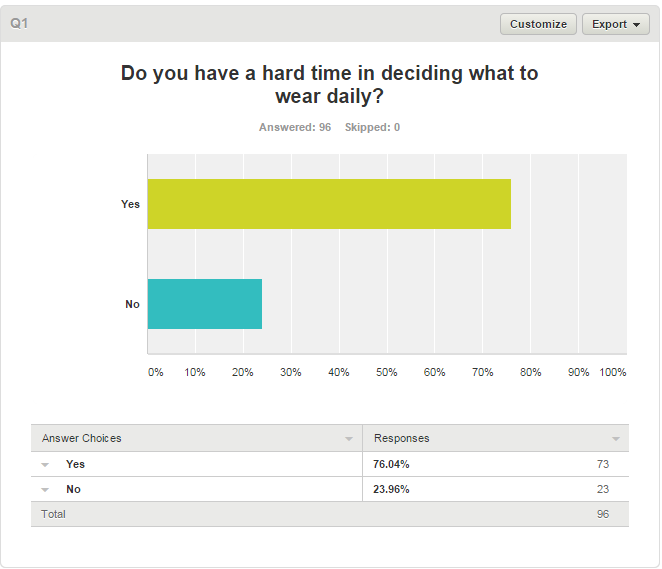 Q1
Customize
Export
Do you have a hard time in deciding what to
wear daily?
Answered: 96 Skipped: 0
Yes
No
0% 10% 20% 30% 40% 50% 60% 70% 80% 90% 100%
Answer Choices Responses
Yes 76.04% 73
No 23.96% 23
Total 96